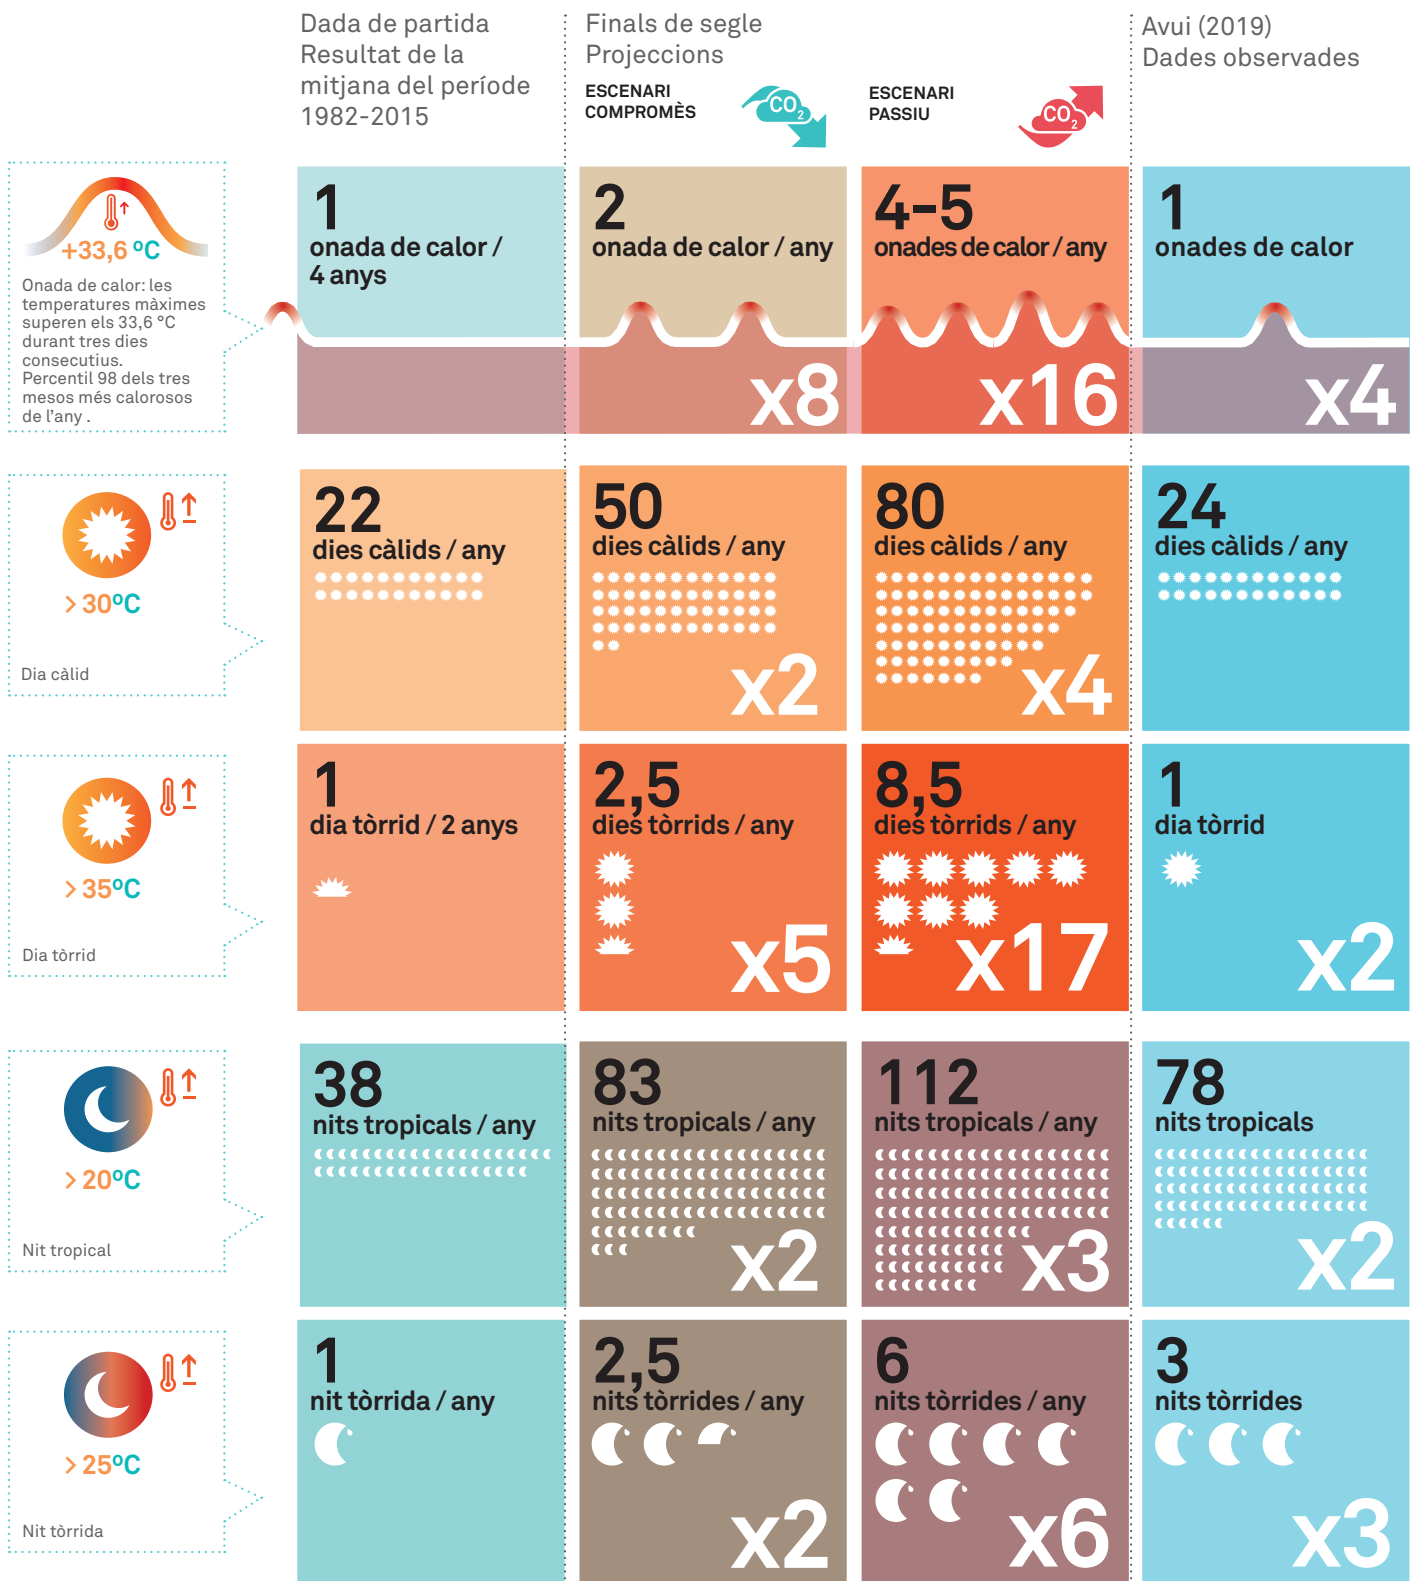 Dada de partida
Resultat de la
mitjana del període
1982-2015
Finals de segle
Projeccions
ESCENARI
COMPROMÈS
CO2
ESCENARI
PASSIU
CO2
Avui (2019)
Dades observades
+33,6 ºC
Onada de calor: les
temperatures màximes
superen els 33,6 °C
durant tres dies
consecutius.
Percentil 98 dels tres
mesos més calorosos
de l'any .
1
onada de calor /
4 anys
2
onada de calor / any
x8
4-5
onades de calor / any
x16
1
onades de calor
x4
> 30ºC
Dia càlid
22
dies càlids / any
50
dies càlids / any
x2
80
dies càlids / any
x4
24
dies càlids / any
> 35ºC
Dia tòrrid
1
dia tòrrid / 2 anys
2,5
dies tòrrids / any
x5
8,5
dies tòrrids / any
x17
1
dia tòrrid
x2
> 20ºC
Nit tropical
38
nits tropicals / any
83
nits tropicals / any
x2
112
nits tropicals / any
x3
78
nits tropicals
x2
> 25ºC
Nit tòrrida
1
nit tòrrida / any
2,5
nits tòrrides / any
x2
6
nits tòrrides / any
x6
3
nits tòrrides
x3